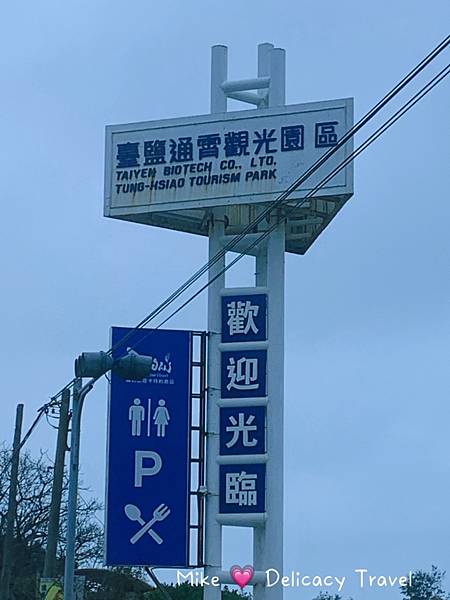 臺鹽通霄觀光園區
TAIYEN BIOTECH CO., LTD.
TUNG-HSIAO TOURISM PARK
歡
迎
光
臨
P
Mike 💗 Delicacy Travel